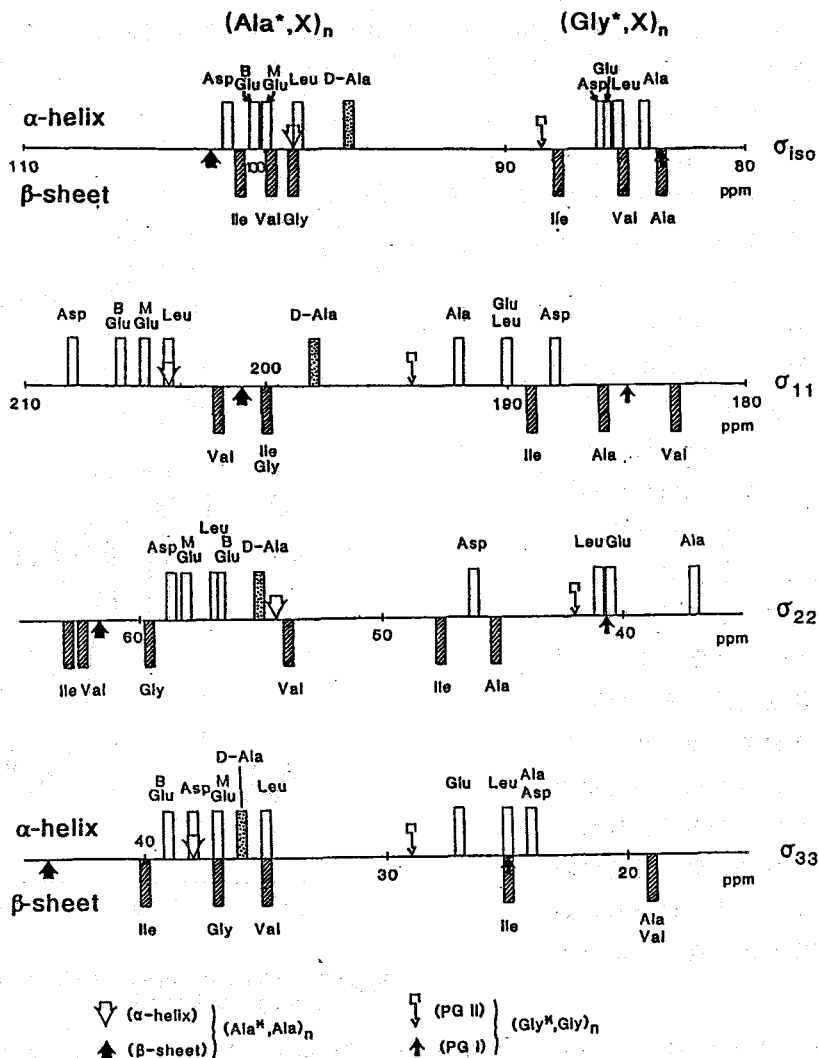 (Ala*,X)n (Gly*,X)n
B M Glu
Asp Glu Glu Leu D-Ala Asp Leu Ala
α-helix
110 100 90 80 σiso
β-sheet ppm
Ile Val Gly Ile Val Ala
B M Glu
Asp Glu Glu Leu D-Ala Ala Leu Asp
200
210 190 180 σ11
ppm
Val Ile Ile Ala Val
Gly
Leu
M B
Asp Glu Glu D-Ala Asp Leu Glu Ala
60 50 40 σ22
ppm
Ile Val Gly Val Ile Ala
D-Ala
B M Ala
Glu Asp Glu Leu Glu Leu Asp
α-helix
40 30 20 σ33
β-sheet ppm
Ile Gly Val Ile Ala
Val
(α-helix) (Ala*,Ala)n (PG II) (Gly*,Gly)n
(β-sheet) (PG I)